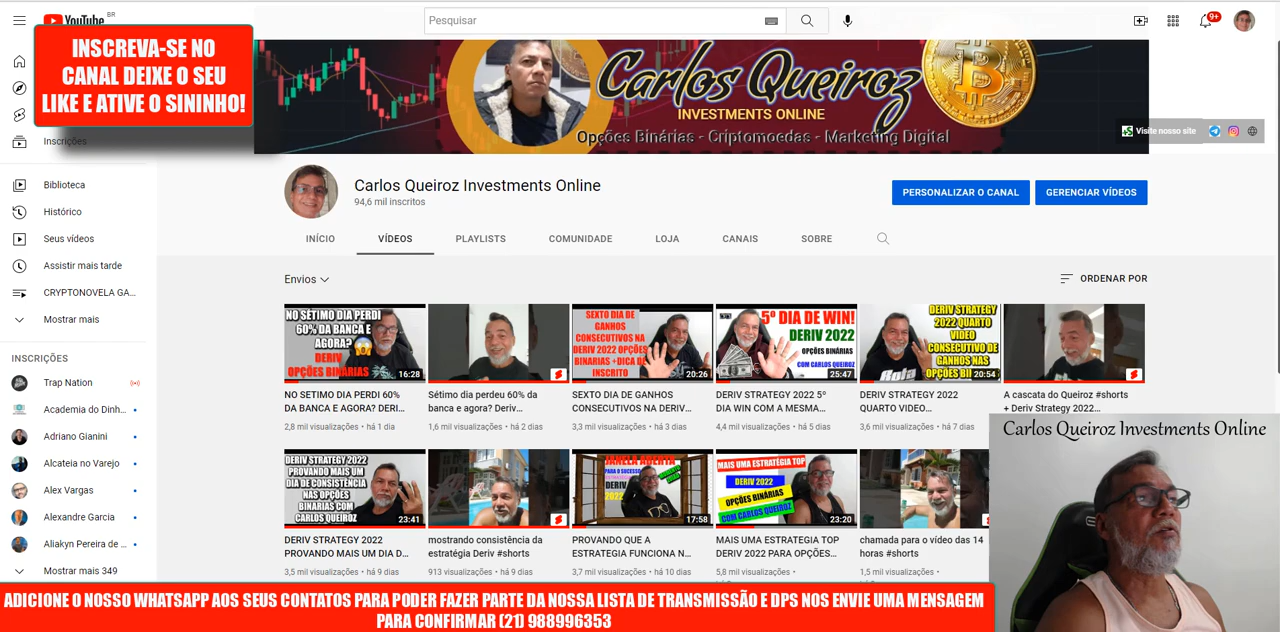 YouTube BR
Pesquisar
9+
INSCREVA-SE NO
CANAL DEIXE O SEU
LIKE E ATIVE O SININHO!
Inscrições
Biblioteca
Histórico
Seus vídeos
Assistir mais tarde
CRYPTONOVELA GA...
Mostrar mais
INSCRIÇÕES
Trap Nation
Academia do Dinh...
Adriano Gianini
Alcateia no Varejo
Alex Vargas
Alexandre Garcia
Aliakyn Pereira de ...
Mostrar mais 349
Carlos Queiroz
INVESTMENTS ONLINE
Opções Binárias - Criptomoedas - Marketing Digital
Visite nosso site
Carlos Queiroz Investments Online
94,6 mil inscritos
PERSONALIZAR O CANAL
GERENCIAR VÍDEOS
INÍCIO
VÍDEOS
PLAYLISTS
COMUNIDADE
LOJA
CANAIS
SOBRE
Envios
ORDENAR POR
NO SÉTIMO DIA PERDI
60% DA BANCA E
AGORA?
DERIV
OPÇÕES BINÁRIAS
16:28
NO SETIMO DIA PERDI 60%
DA BANCA E AGORA? DERI...
2,8 mil visualizações • há 1 dia
Sétimo dia perdeu 60% da
banca e agora? Deriv...
1,6 mil visualizações • há 2 dias
SEXTO DIA DE
GANHOS
CONSECUTIVOS NA
DERIV 2022 OPÇÕES
BINARIAS +DICA DE
INSCRITO
20:26
SEXTO DIA DE GANHOS
CONSECUTIVOS NA DERIV...
3,3 mil visualizações • há 3 dias
5º DIA DE WIN!
DERIV 2022
OPÇÕES BINÁRIAS
COM CARLOS QUEIROZ
25:47
DERIV STRATEGY 2022 5º
DIA WIN COM A MESMA...
4,4 mil visualizações • há 5 dias
DERIV STRATEGY
2022 QUARTO
VIDEO
CONSECUTIVO DE
GANHOS NAS
OPÇÕES BIN
20:54
DERIV STRATEGY 2022
QUARTO VIDEO...
3,6 mil visualizações • há 7 dias
A cascata do Queiroz #shorts
+ Deriv Strategy 2022...
DERIV STRATEGY 2022
PROVANDO MAIS UM
DIA DE CONSISTÊNCIA
NAS OPÇÕES
BINÁRIAS COM
CARLOS QUEIROZ
23:41
DERIV STRATEGY 2022
PROVANDO MAIS UM DIA D...
3,5 mil visualizações • há 9 dias
mostrando consistência da
estratégia Deriv #shorts
913 visualizações • há 9 dias
JANELA ABERTA
PARA O SUCESSO
DERIV
2022
17:58
PROVANDO QUE A
ESTRATEGIA FUNCIONA N...
3,7 mil visualizações • há 10 dias
MAIS UMA ESTRATÉGIA TOP
DERIV 2022
OPÇÕES BINÁRIAS
COM CARLOS QUEIROZ
23:20
MAIS UMA ESTRATEGIA TOP
DERIV 2022 PARA OPÇÕES...
5,8 mil visualizações •
chamada para o vídeo das 14
horas #shorts
1,5 mil visualizações •
Carlos Queiroz Investments Online
ADICIONE O NOSSO WHATSAPP AOS SEUS CONTATOS PARA PODER FAZER PARTE DA NOSSA LISTA DE TRANSMISSÃO E DPS NOS ENVIE UMA MENSAGEM
PARA CONFIRMAR (21) 988996353